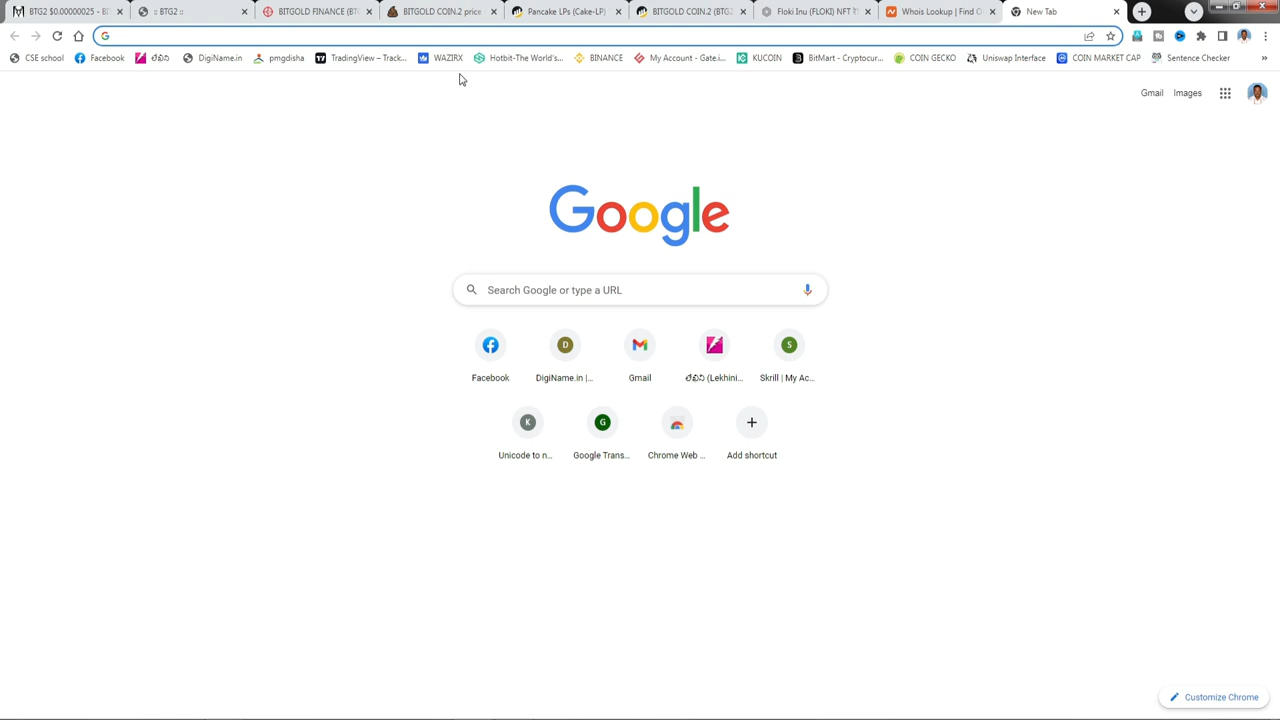 BTG2 $0.00000025 - BI
:: BTG2 ::
BITGOLD FINANCE (BT
BITGOLD COIN.2 price
Pancake LPs (Cake-LP)
BITGOLD COIN.2 (BTG
Floki Inu (FLOKI) NFT
Whois Lookup | Find O
New Tab
CSE school
Facebook
లేఖిని
DigiName.in
pmgdisha
TradingView – Track...
WAZIRX
Hotbit-The World's...
BINANCE
My Account - Gate.i...
KUCOIN
BitMart - Cryptocur...
COIN GECKO
Uniswap Interface
COIN MARKET CAP
Sentence Checker
Gmail
Images
Google
Search Google or type a URL
D
S
Facebook
DigiName.in |...
Gmail
లేఖిని (Lekhini...
Skrill | My Ac...
K
G
Unicode to n...
Google Trans...
Chrome Web ...
Add shortcut
Customize Chrome